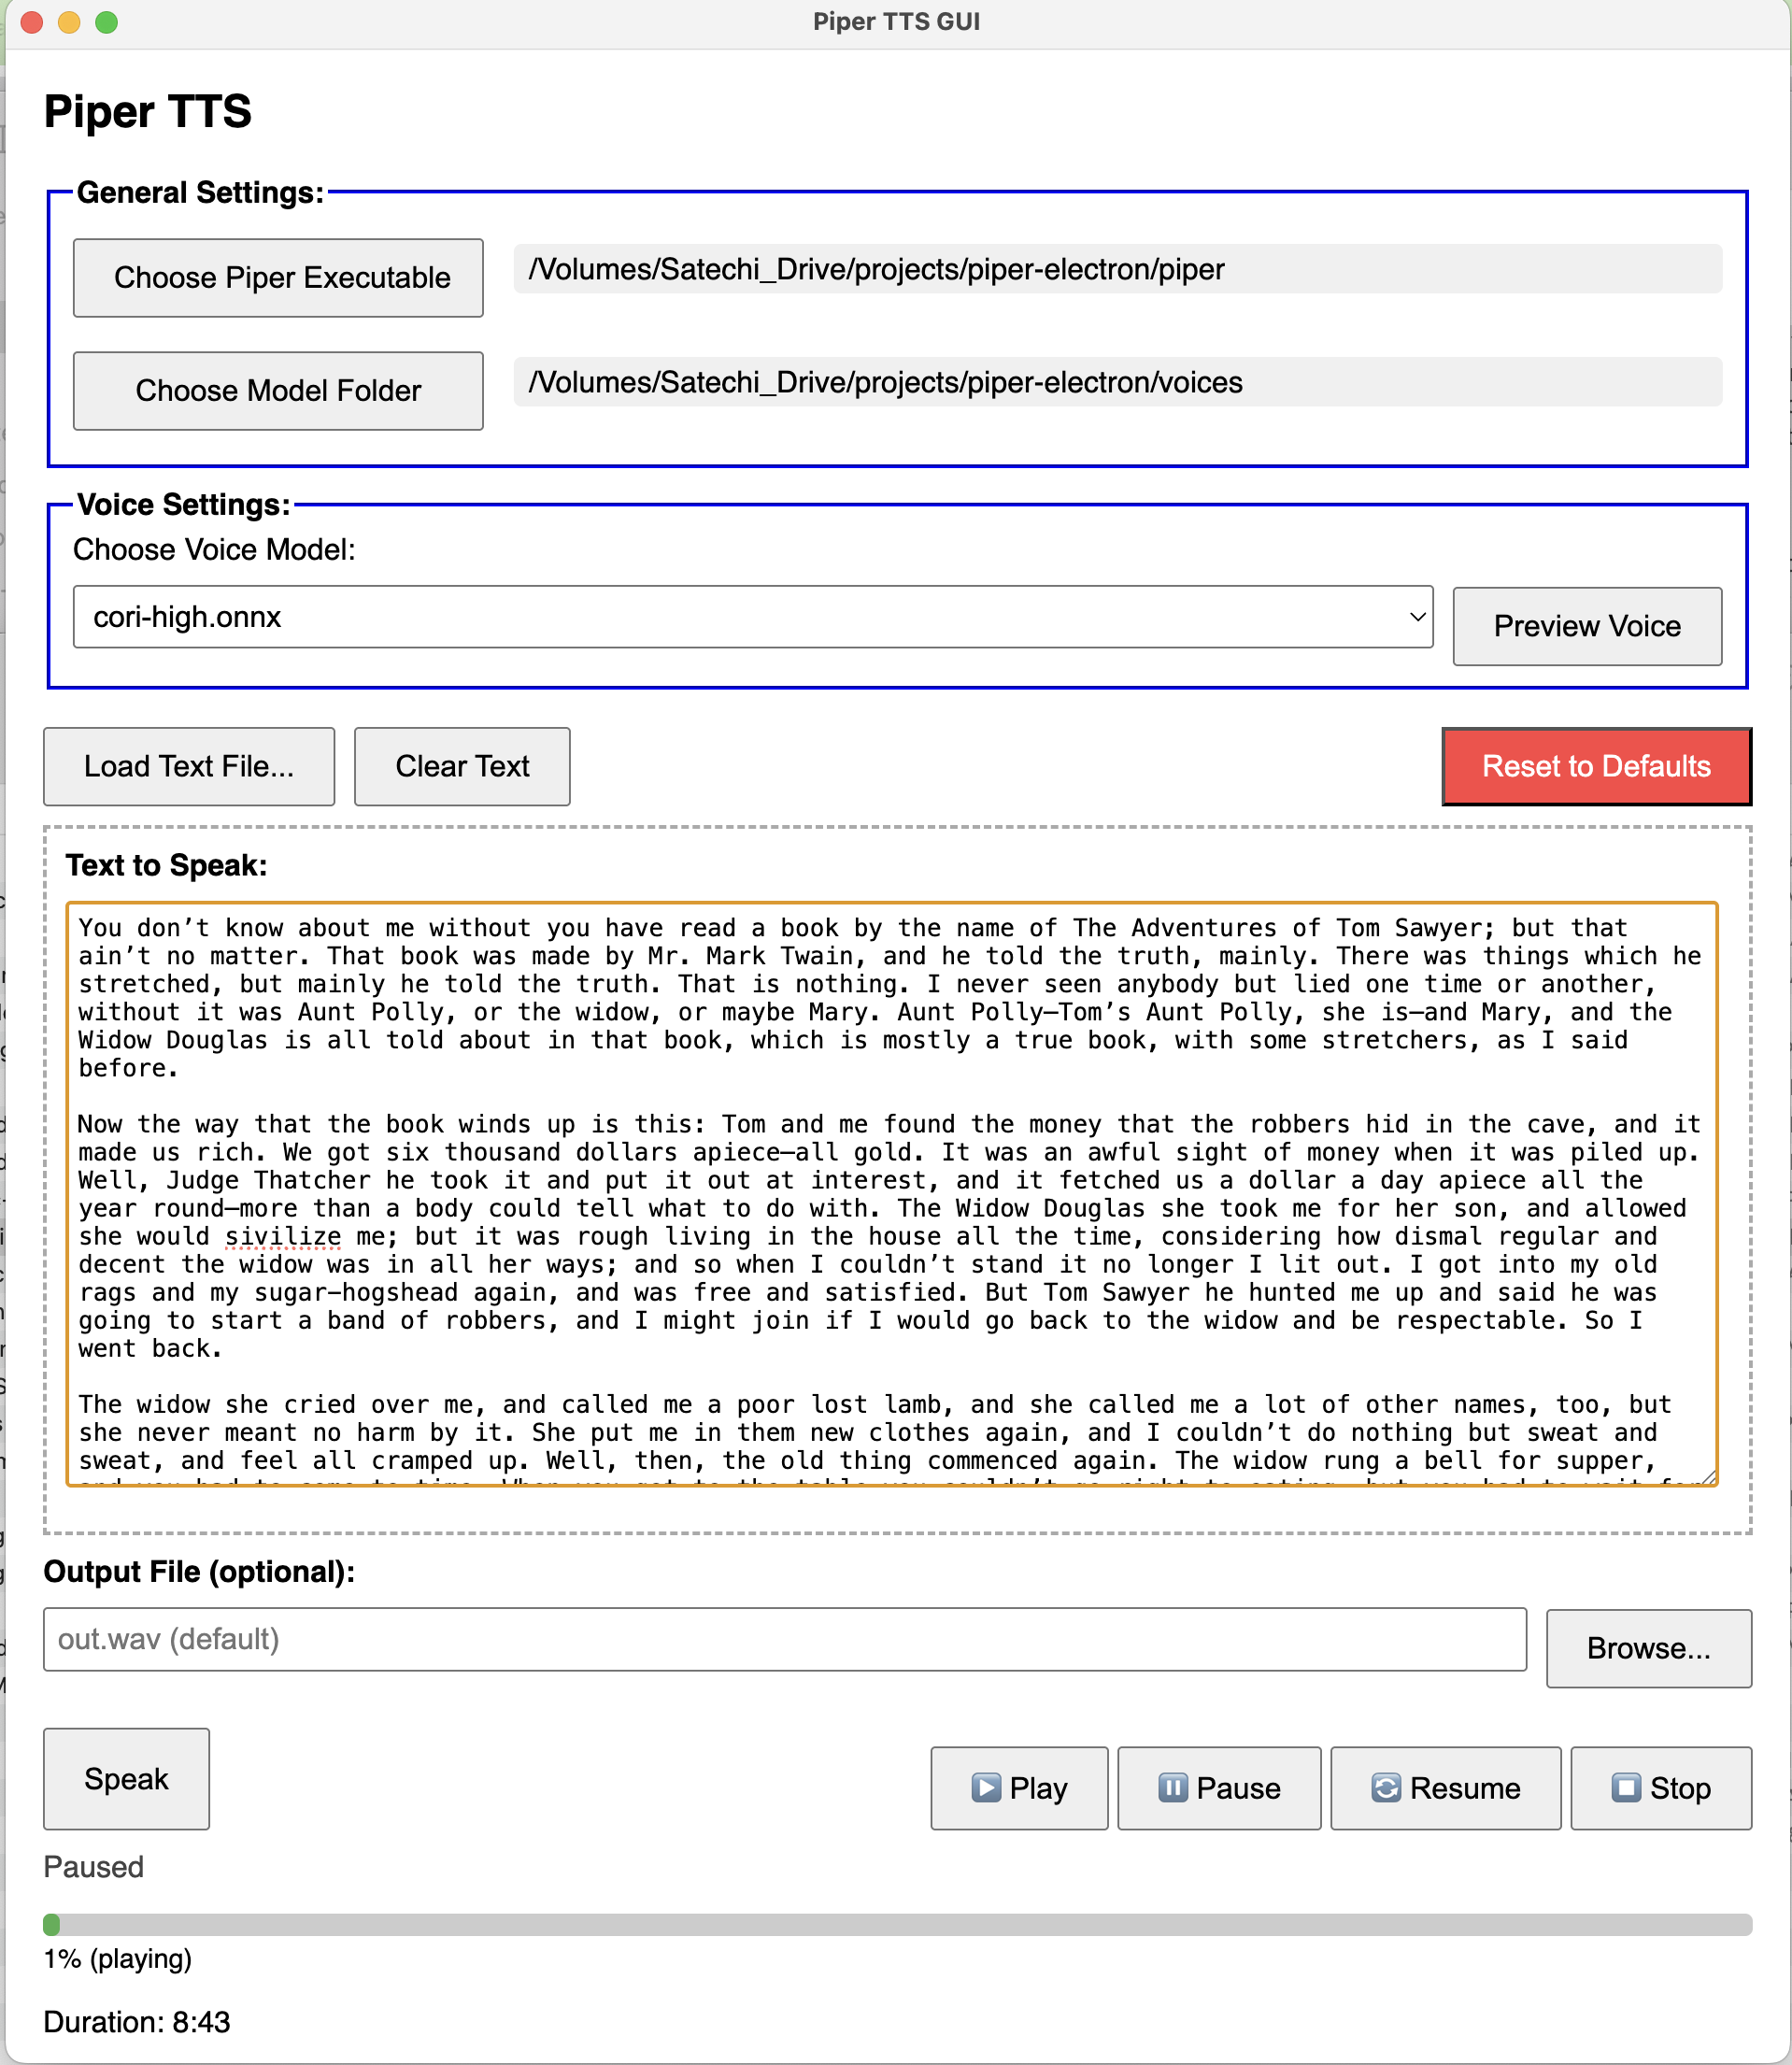 Piper TTS GUI
Piper TTS
General Settings:
Choose Piper Executable
/Volumes/Satechi_Drive/projects/piper-electron/piper
Choose Model Folder
/Volumes/Satechi_Drive/projects/piper-electron/voices
Voice Settings:
Choose Voice Model:
cori-high.onnx
Preview Voice
Load Text File...
Clear Text
Reset to Defaults
Text to Speak:
You don’t know about me without you have read a book by the name of The Adventures of Tom Sawyer; but that
ain’t no matter. That book was made by Mr. Mark Twain, and he told the truth, mainly. There was things which he
stretched, but mainly he told the truth. That is nothing. I never seen anybody but lied one time or another,
without it was Aunt Polly, or the widow, or maybe Mary. Aunt Polly—Tom’s Aunt Polly, she is—and Mary, and the
Widow Douglas is all told about in that book, which is mostly a true book, with some stretchers, as I said
before.
Now the way that the book winds up is this: Tom and me found the money that the robbers hid in the cave, and it
made us rich. We got six thousand dollars apiece—all gold. It was an awful sight of money when it was piled up.
Well, Judge Thatcher he took it and put it out at interest, and it fetched us a dollar a day apiece all the
year round—more than a body could tell what to do with. The Widow Douglas she took me for her son, and allowed
she would sivilize me; but it was rough living in the house all the time, considering how dismal regular and
decent the widow was in all her ways; and so when I couldn’t stand it no longer I lit out. I got into my old
rags and my sugar-hogshead again, and was free and satisfied. But Tom Sawyer he hunted me up and said he was
going to start a band of robbers, and I might join if I would go back to the widow and be respectable. So I
went back.
The widow she cried over me, and called me a poor lost lamb, and she called me a lot of other names, too, but
she never meant no harm by it. She put me in them new clothes again, and I couldn’t do nothing but sweat and
sweat, and feel all cramped up. Well, then, the old thing commenced again. The widow rung a bell for supper,
Output File (optional):
out.wav (default)
Browse...
Speak
Play
Pause
Resume
Stop
Paused
1% (playing)
Duration: 8:43